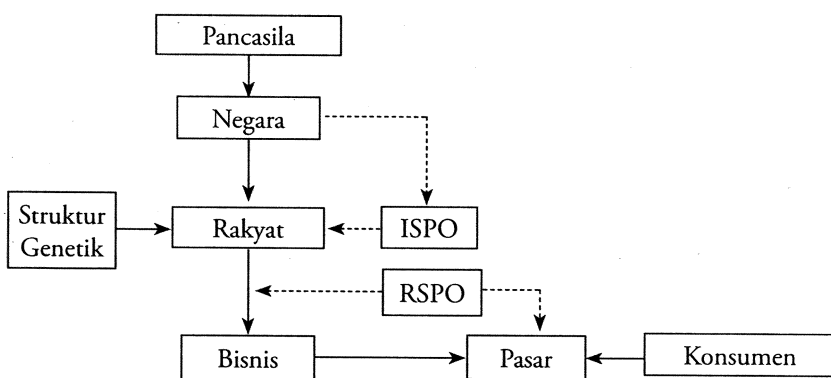 Pancasila
Negara
Struktur
Genetik
Rakyat
ISPO
RSPO
Bisnis
Pasar
Konsumen